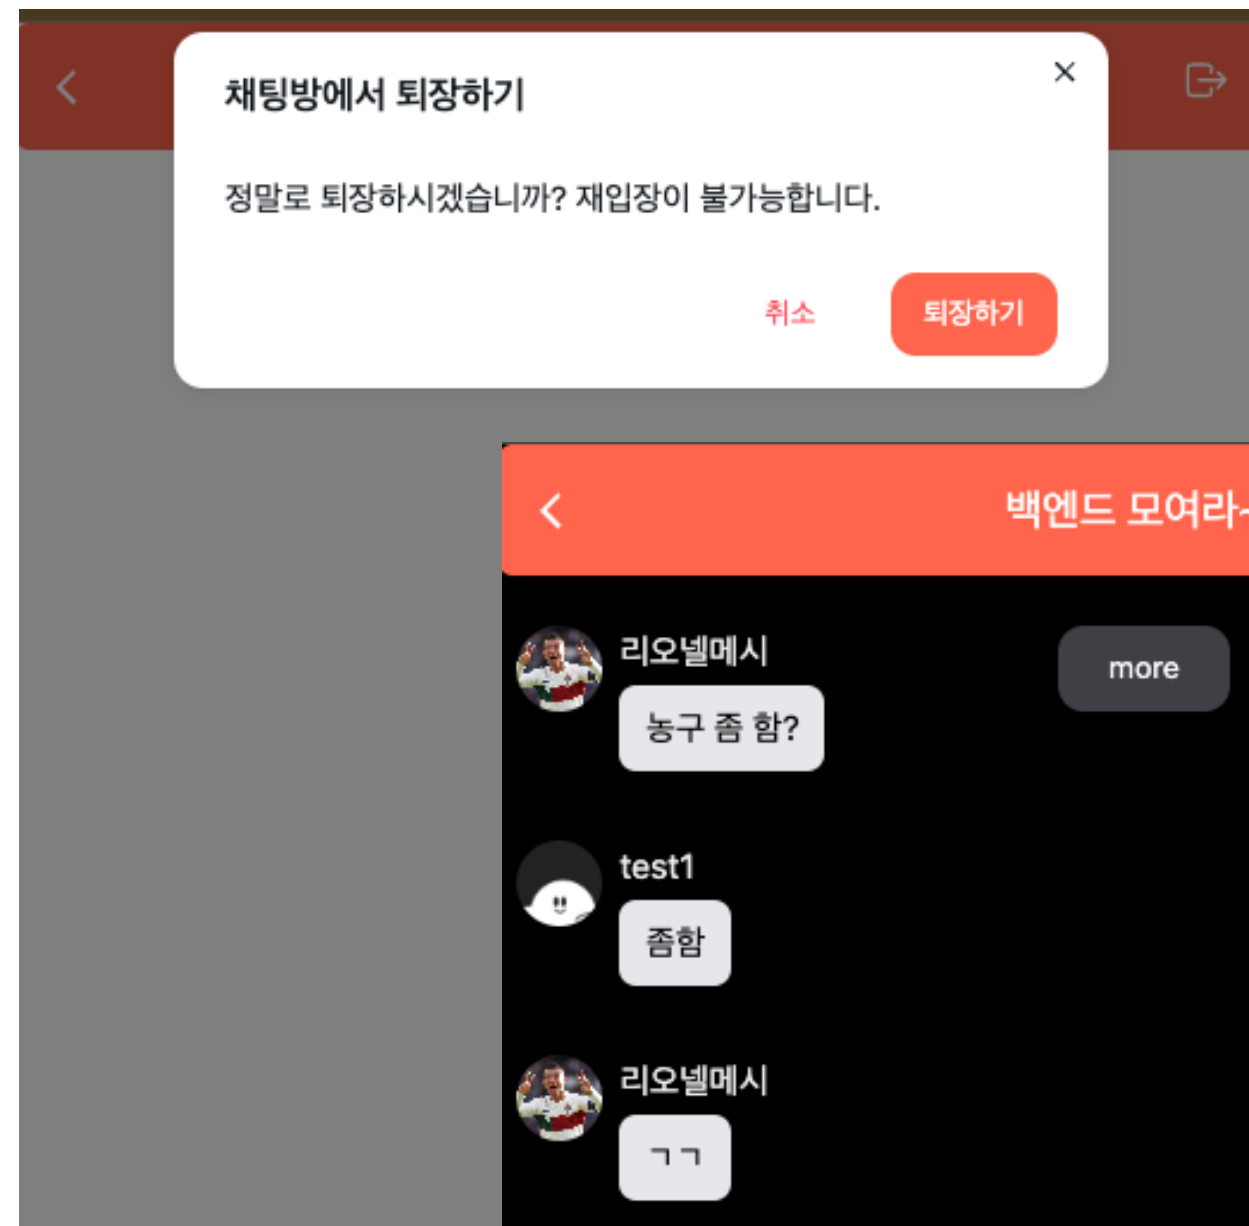 채팅방에서 퇴장하기
정말로 퇴장하시겠습니까? 재입장이 불가능합니다.
취소
퇴장하기
백엔드 모여라~
리오넬메시
more
농구 좀 함?
test1
좀함
리오넬메시
ㄱㄱ